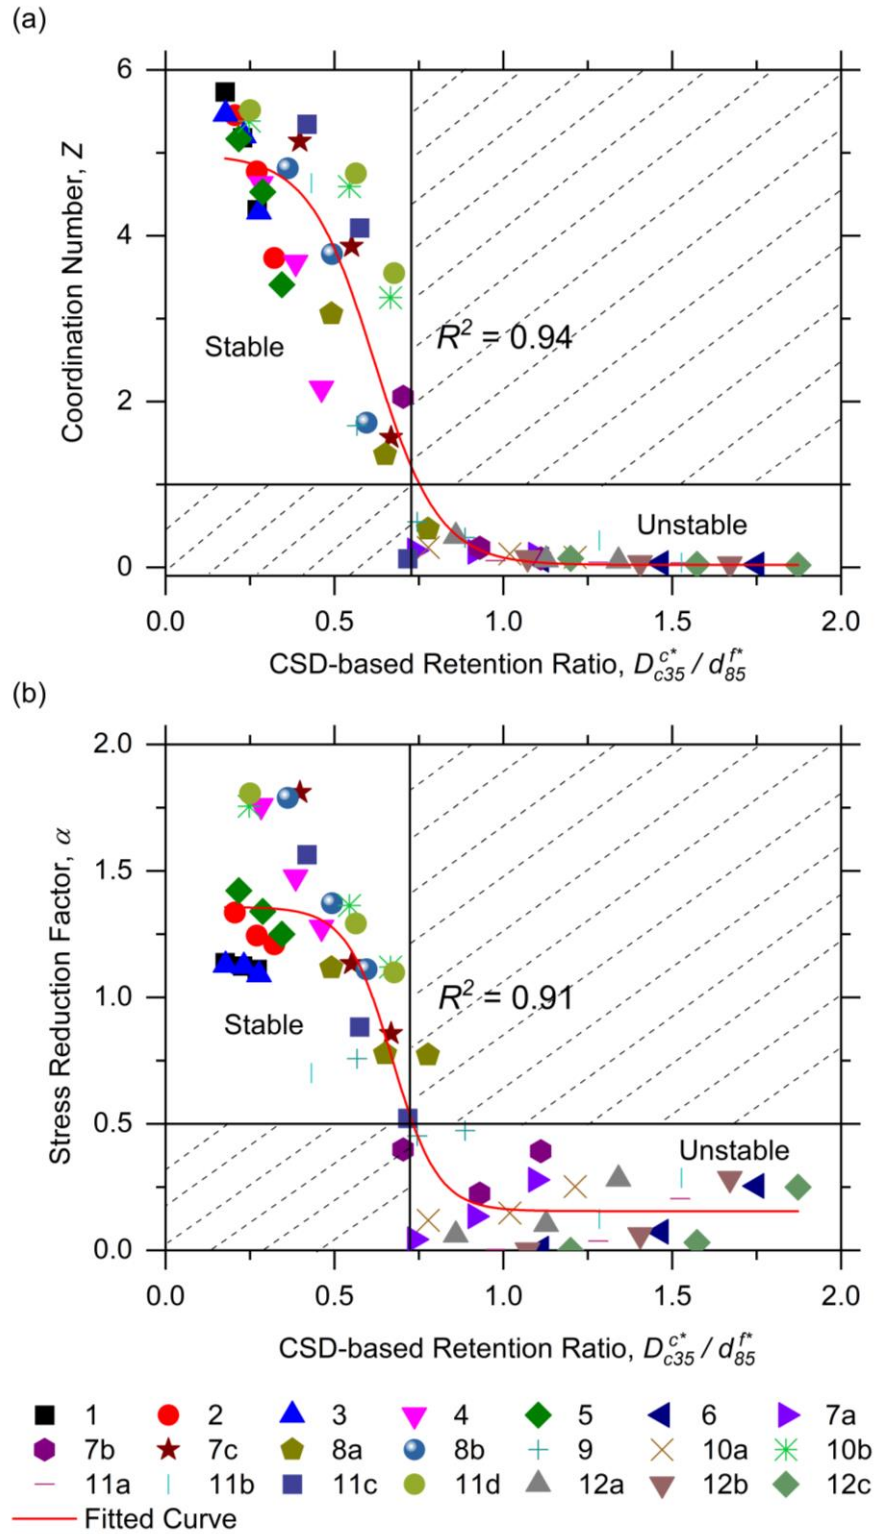 (a)
6
4
2
0
Coordination Number, Z
Stable
R² = 0.94
Unstable
0.0 0.5 1.0 1.5 2.0
CSD-based Retention Ratio, D^{c*}_{c35} / d^{f*}_{85}
(b)
2.0
1.5
1.0
0.5
0.0
Stress Reduction Factor, α
Stable
R² = 0.91
Unstable
0.0 0.5 1.0 1.5 2.0
CSD-based Retention Ratio, D^{c*}_{c35} / d^{f*}_{85}
1 2 3 4 5 6 7a
7b 7c 8a 8b 9 10a 10b
11a 11b 11c 11d 12a 12b 12c
Fitted Curve